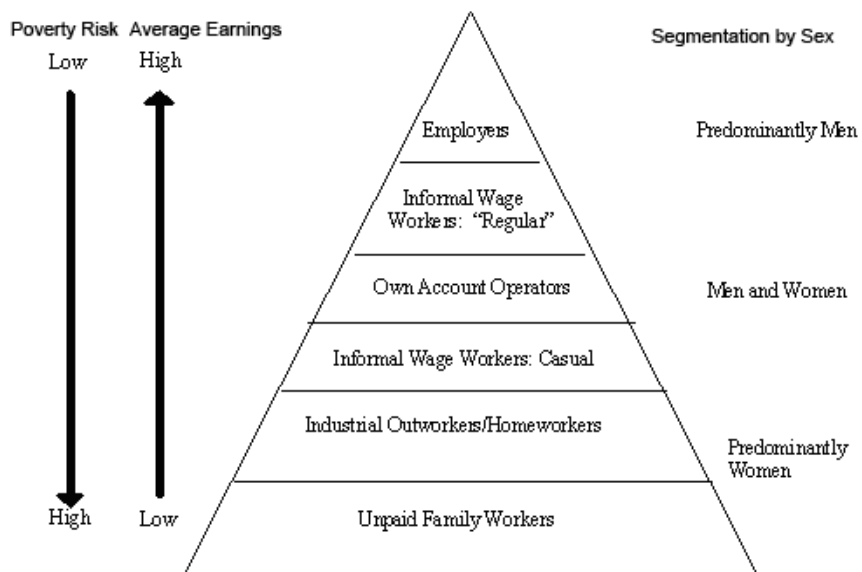 Poverty Risk Average Earnings
Segmentation by Sex
Low
High
Employers
Predominantly Men
Informal Wage
Workers: “Regular”
Own Account Operators
Men and Women
Informal Wage Workers: Casual
Industrial Outworkers/Homeworkers
Predominantly
Women
High
Low
Unpaid Family Workers